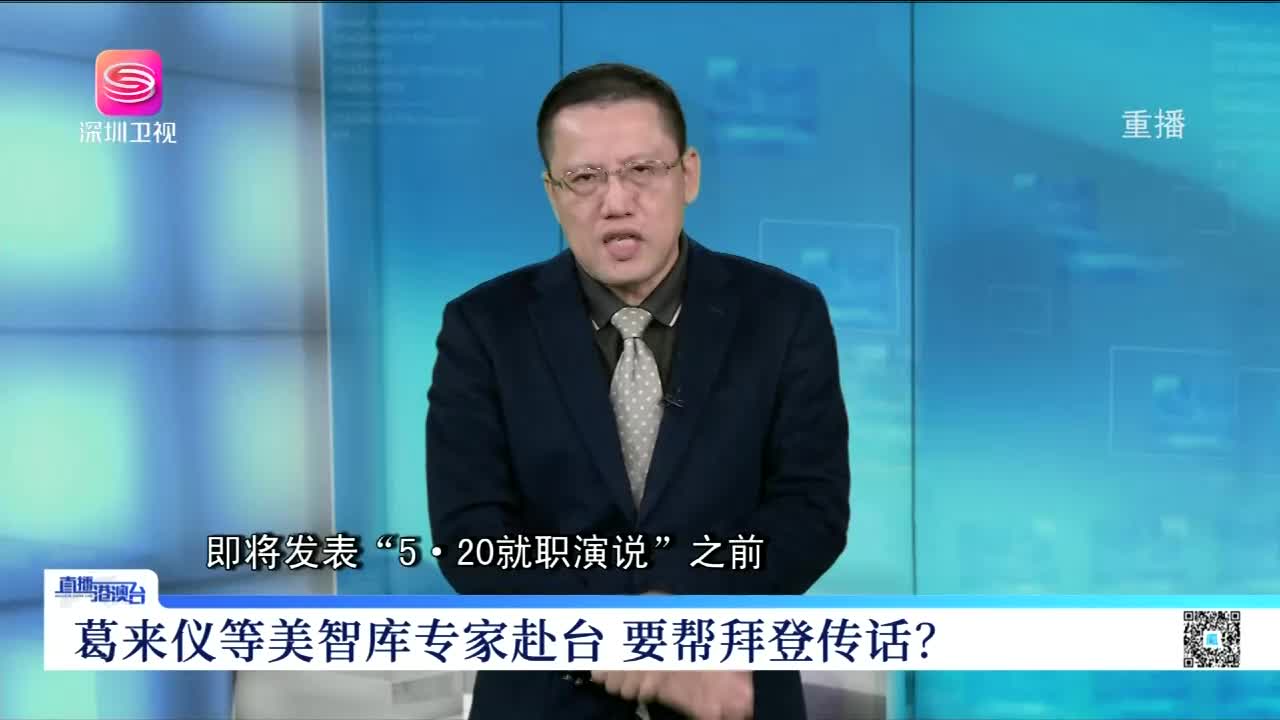 深圳卫视
重播
即将发表“5·20就职演说”之前
直播港澳台
葛来仪等美智库专家赴台 要帮拜登传话?